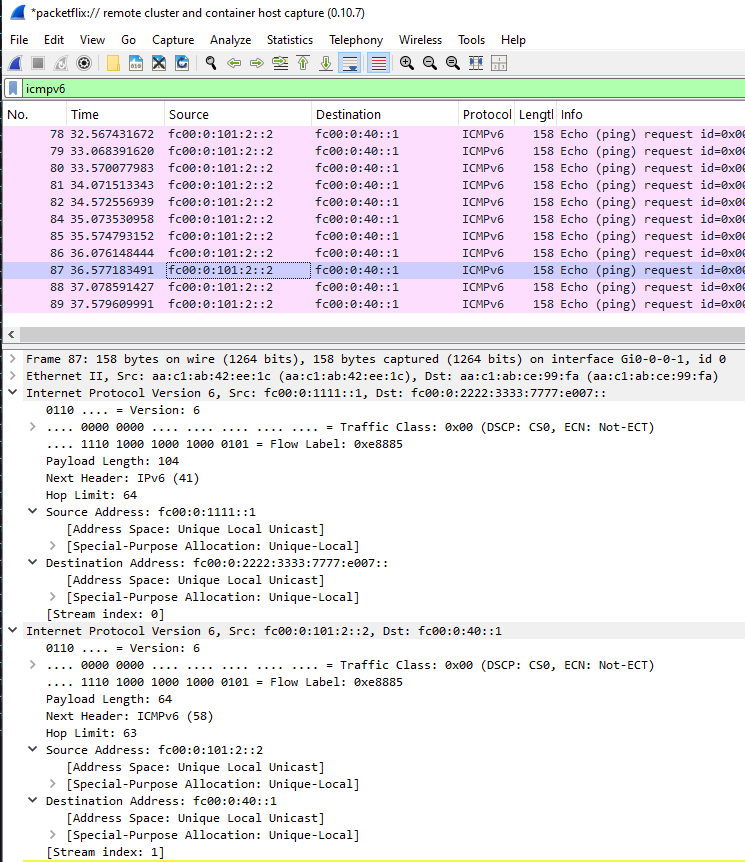 *packetflix:// remote cluster and container host capture (0.10.7)
File Edit View Go Capture Analyze Statistics Telephony Wireless Tools Help
icmpv6
No. Time Source Destination Protocol Lengtl Info
78 32.567431672 fc00:0:101:2::2 fc00:0:40::1 ICMPv6 158 Echo (ping) request id=0x00
79 33.068391620 fc00:0:101:2::2 fc00:0:40::1 ICMPv6 158 Echo (ping) request id=0x00
80 33.570077983 fc00:0:101:2::2 fc00:0:40::1 ICMPv6 158 Echo (ping) request id=0x00
81 34.071513343 fc00:0:101:2::2 fc00:0:40::1 ICMPv6 158 Echo (ping) request id=0x00
82 34.572556939 fc00:0:101:2::2 fc00:0:40::1 ICMPv6 158 Echo (ping) request id=0x00
84 35.073530958 fc00:0:101:2::2 fc00:0:40::1 ICMPv6 158 Echo (ping) request id=0x00
85 35.574793152 fc00:0:101:2::2 fc00:0:40::1 ICMPv6 158 Echo (ping) request id=0x00
86 36.076148444 fc00:0:101:2::2 fc00:0:40::1 ICMPv6 158 Echo (ping) request id=0x00
87 36.577183491 fc00:0:101:2::2 fc00:0:40::1 ICMPv6 158 Echo (ping) request id=0x00
88 37.078591427 fc00:0:101:2::2 fc00:0:40::1 ICMPv6 158 Echo (ping) request id=0x00
89 37.579609991 fc00:0:101:2::2 fc00:0:40::1 ICMPv6 158 Echo (ping) request id=0x00
Frame 87: 158 bytes on wire (1264 bits), 158 bytes captured (1264 bits) on interface Gi0-0-0-1, id 0
Ethernet II, Src: aa:c1:ab:42:ee:1c (aa:c1:ab:42:ee:1c), Dst: aa:c1:ab:ce:99:fa (aa:c1:ab:ce:99:fa)
Internet Protocol Version 6, Src: fc00:0:1111::1, Dst: fc00:0:2222:3333:7777:e007::
0110 .... = Version: 6
.... 0000 0000 .... .... .... .... .... = Traffic Class: 0x00 (DSCP: CS0, ECN: Not-ECT)
.... 1110 1000 1000 1000 0101 = Flow Label: 0xe8885
Payload Length: 104
Next Header: IPv6 (41)
Hop Limit: 64
Source Address: fc00:0:1111::1
[Address Space: Unique Local Unicast]
[Special-Purpose Allocation: Unique-Local]
Destination Address: fc00:0:2222:3333:7777:e007::
[Address Space: Unique Local Unicast]
[Special-Purpose Allocation: Unique-Local]
[Stream index: 0]
Internet Protocol Version 6, Src: fc00:0:101:2::2, Dst: fc00:0:40::1
0110 .... = Version: 6
.... 0000 0000 .... .... .... .... .... = Traffic Class: 0x00 (DSCP: CS0, ECN: Not-ECT)
.... 1110 1000 1000 1000 0101 = Flow Label: 0xe8885
Payload Length: 64
Next Header: ICMPv6 (58)
Hop Limit: 63
Source Address: fc00:0:101:2::2
[Address Space: Unique Local Unicast]
[Special-Purpose Allocation: Unique-Local]
Destination Address: fc00:0:40::1
[Address Space: Unique Local Unicast]
[Special-Purpose Allocation: Unique-Local]
[Stream index: 1]